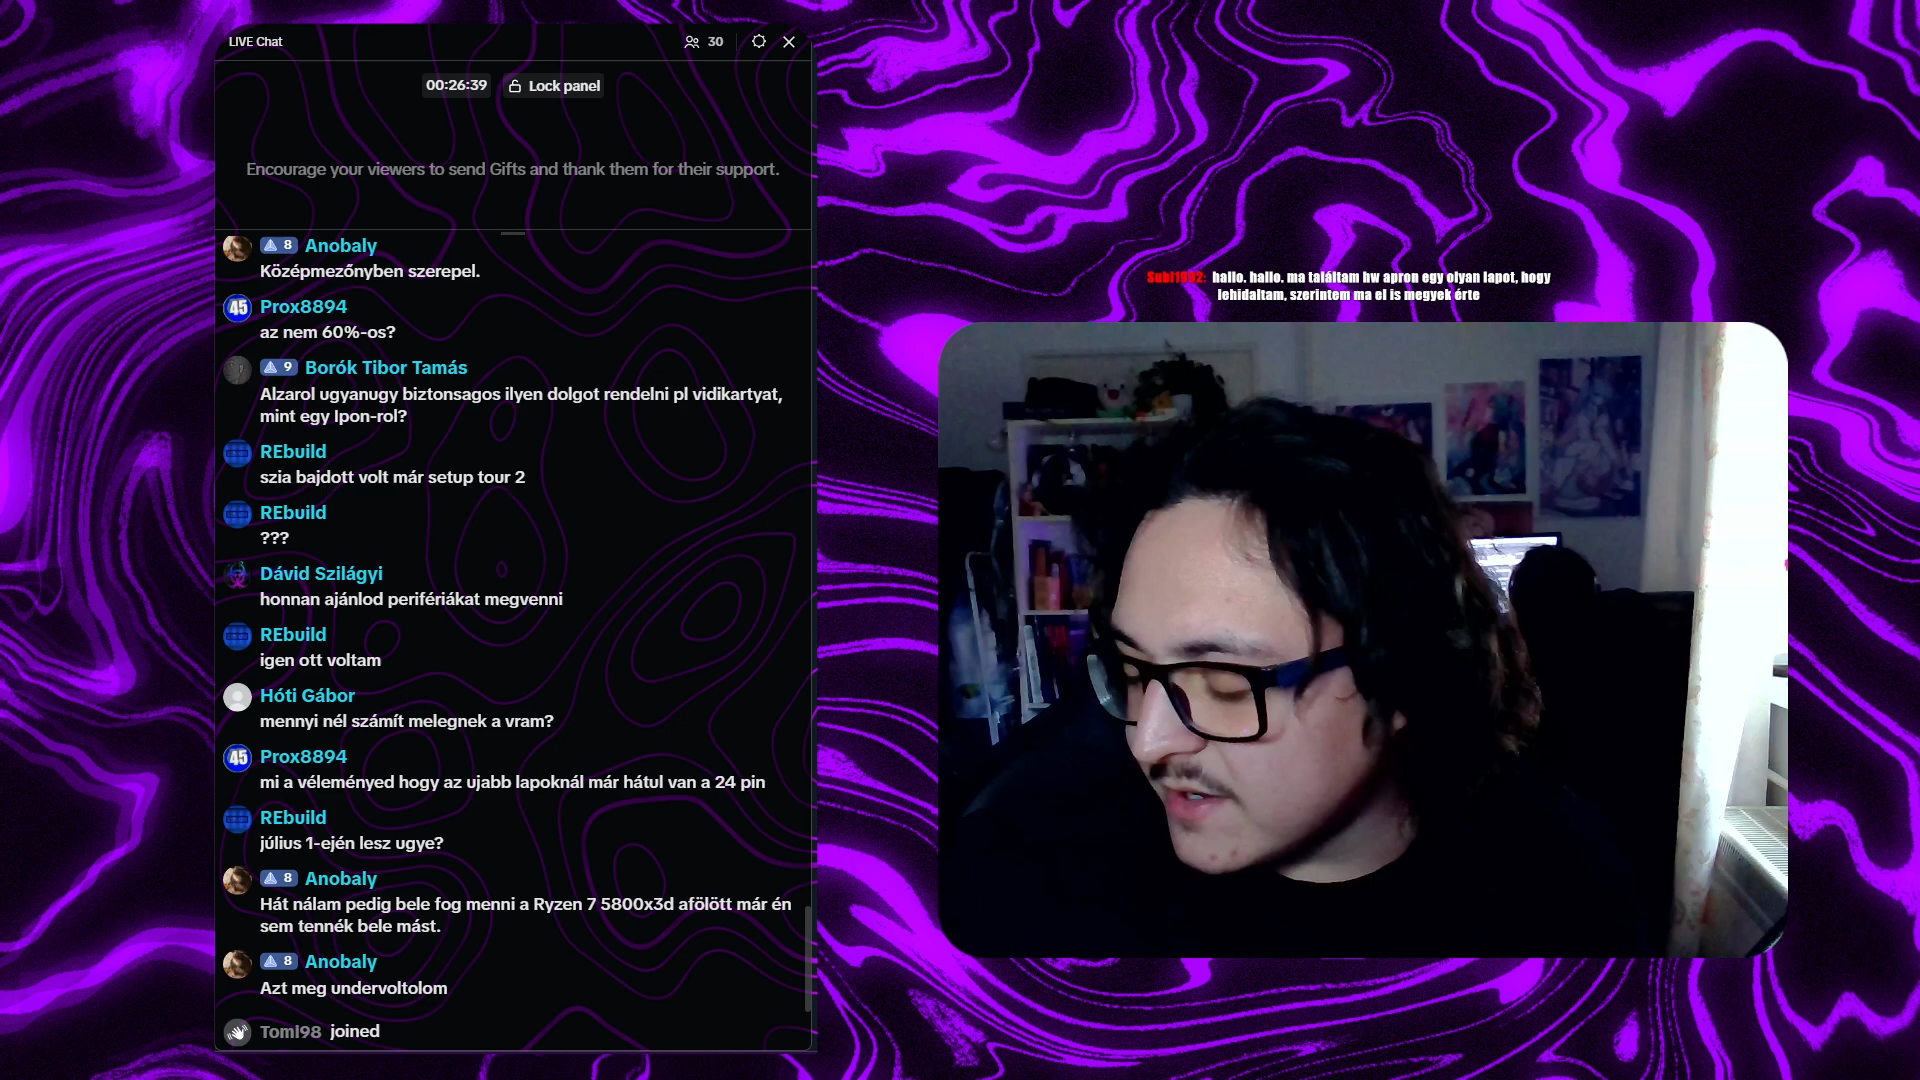 LIVE Chat
30
00:26:39
Lock panel
Encourage your viewers to send Gifts and thank them for their support.
8 Anobaly
Középmezőnyben szerepel.
45 Prox8894
az nem 60%-os?
9 Borók Tibor Tamás
Alzarol ugyanugy biztonsagos ilyen dolgot rendelni pl vidikartyat,
mint egy Ipon-rol?
REbuild
szia bajdott volt már setup tour 2
REbuild
???
Dávid Szilágyi
honnan ajánlod perifériákat megvenni
REbuild
igen ott voltam
Hóti Gábor
mennyi nél számít melegnek a vram?
45 Prox8894
mi a véleményed hogy az ujabb lapoknál már hátul van a 24 pin
REbuild
július 1-ején lesz ugye?
8 Anobaly
Hát nálam pedig bele fog menni a Ryzen 7 5800x3d afölött már én
sem tennék bele mást.
8 Anobaly
Azt meg undervoltolom
Tomi98 joined
Subi1992: hallo. hallo. ma találtam hw apron egy olyan lapot, hogy
lehidaltam, szerintem ma el is megyek érte